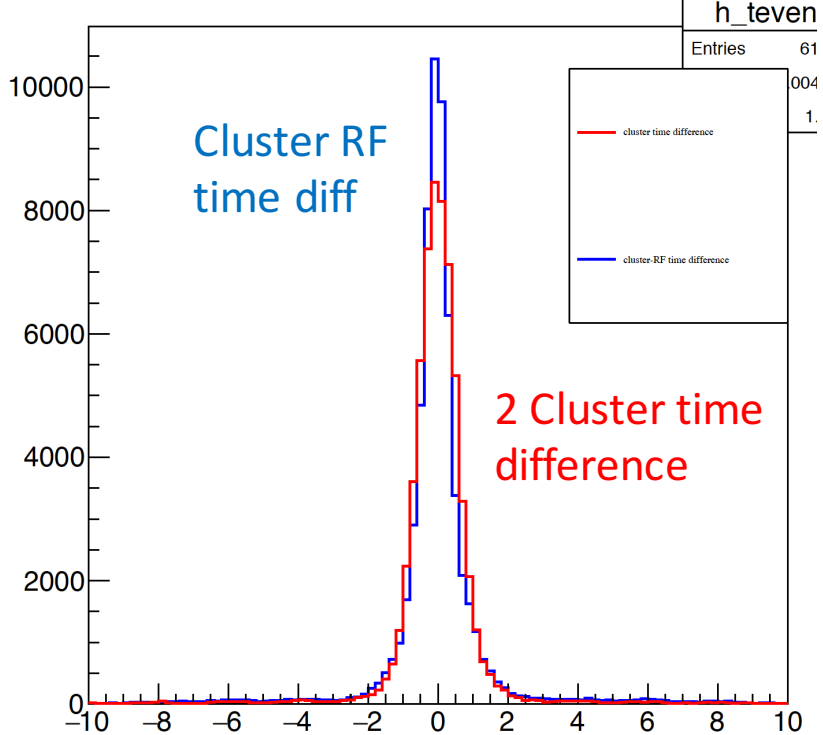 h_teven
Entries 61
.004
1.
10000
8000
6000
4000
2000
0
Cluster RF
time diff
cluster time difference
cluster-RF time difference
2 Cluster time
difference
−10 −8 −6 −4 −2 0 2 4 6 8 10